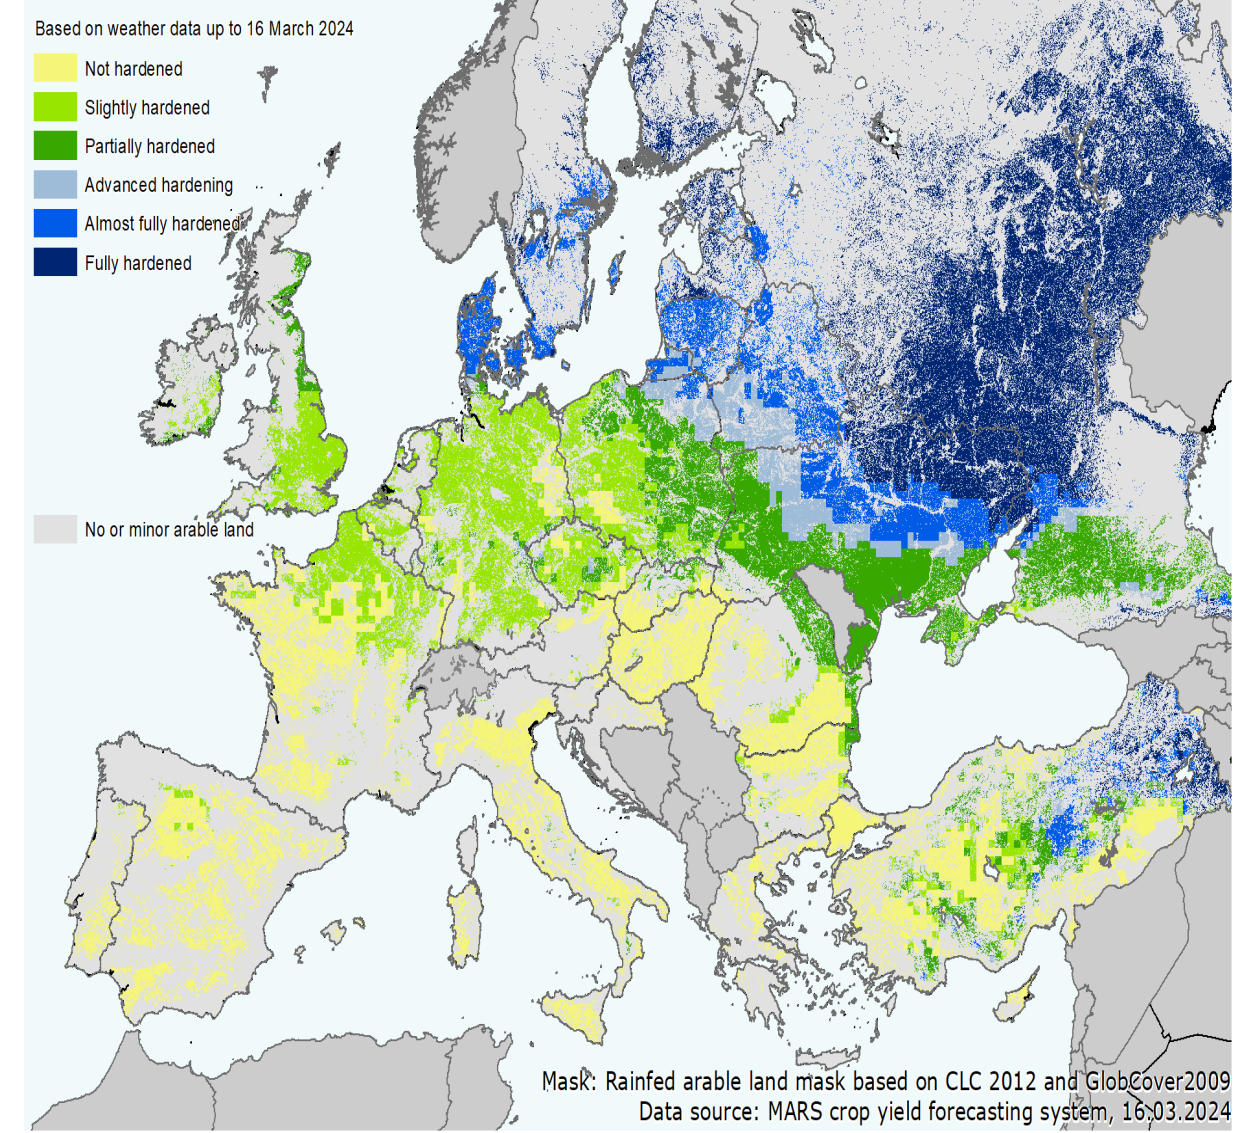 Based on weather data up to 16 March 2024
Not hardened
Slightly hardened
Partially hardened
Advanced hardening
Almost fully hardened
Fully hardened
No or minor arable land
Mask: Rainfed arable land mask based on CLC 2012 and GlobCover2009
Data source: MARS crop yield forecasting system, 16.03.2024